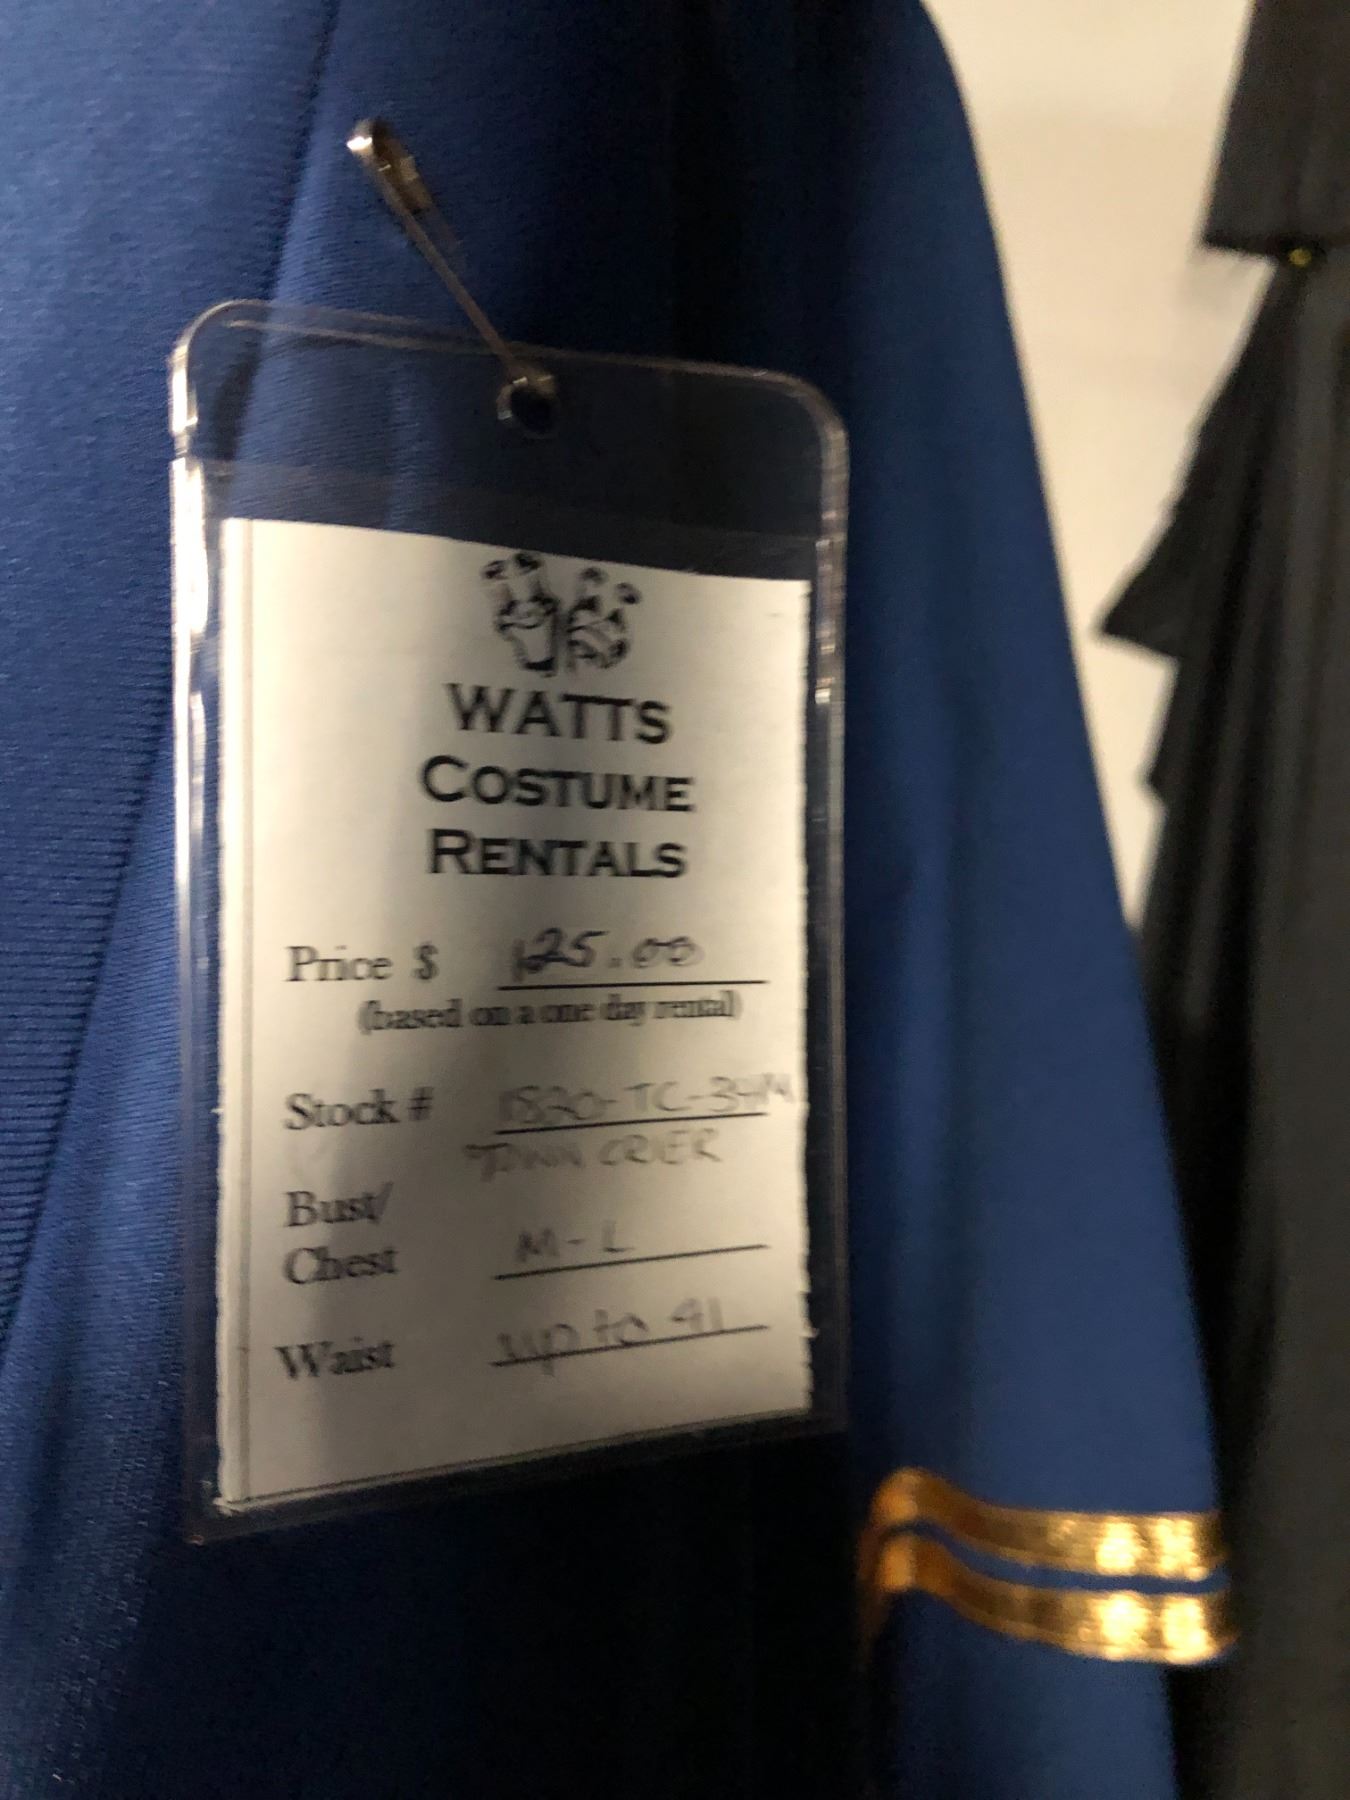 WATTS
COSTUME
RENTALS
Price $ 125.00
(based on a one day rental)
Stock # 1820-TC-34M
TOWN CRIER
Bust/
Chest M-L
Waist up to 41